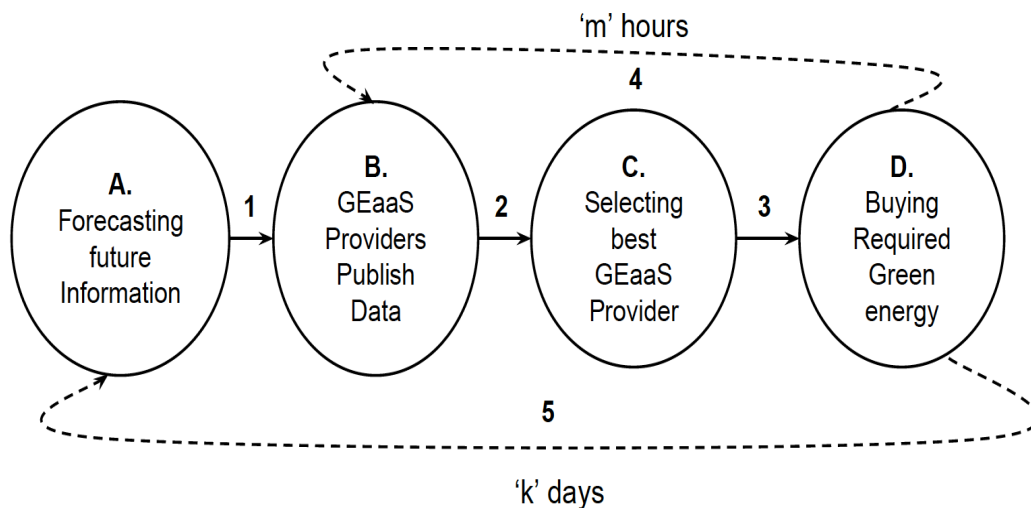 ‘m’ hours
4
A.
Forecasting
future
Information
1
B.
GEaaS
Providers
Publish
Data
2
C.
Selecting
best
GEaaS
Provider
3
D.
Buying
Required
Green
energy
5
‘k’ days